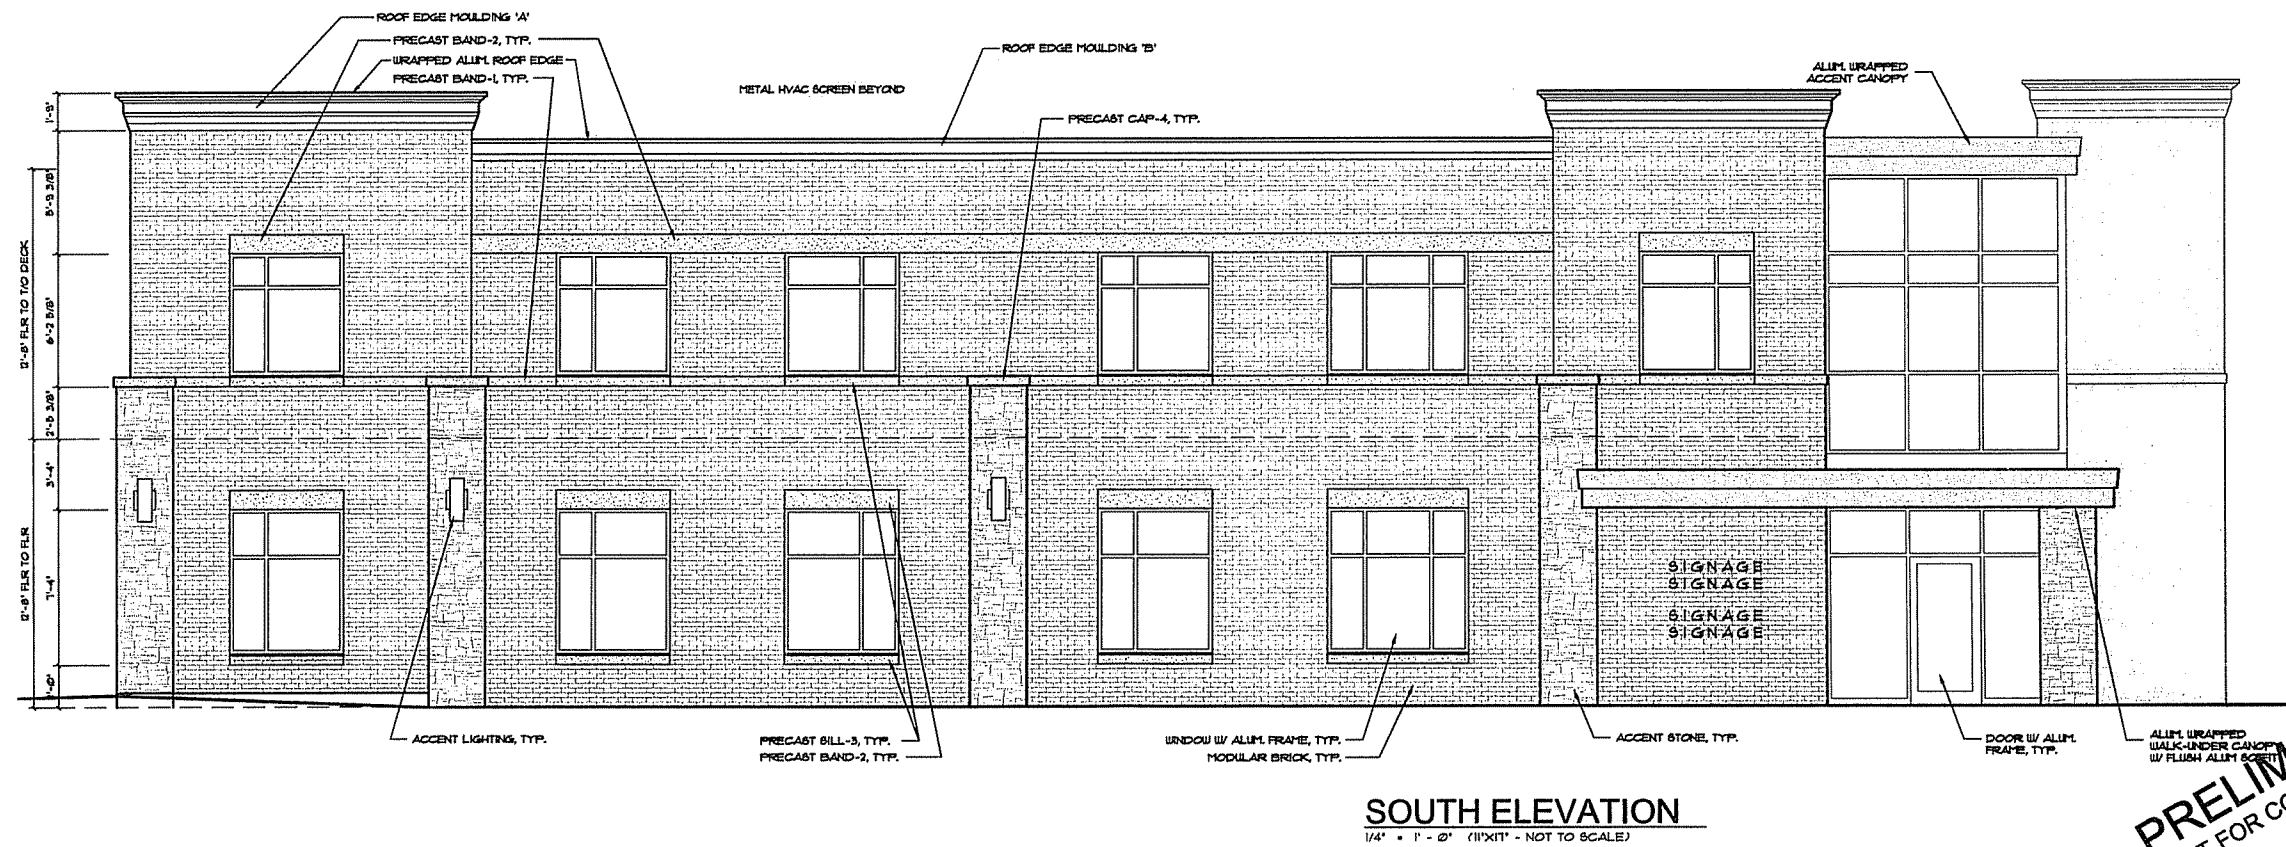 ROOF EDGE MOULDING 'A'
PRECAST BAND-2, TYP.
WRAPPED ALUM. ROOF EDGE
PRECAST BAND-1, TYP.
METAL HVAC SCREEN BEYOND
ROOF EDGE MOULDING 'B'
PRECAST CAP-4, TYP.
ALUM. WRAPPED
ACCENT CANOPY
1'-9"
5'-9 3/8"
6'-2 5/8"
2'-5 3/8"
3'-4"
7'-4"
12'-8" FLR TO T/O DECK
12'-8" FLR TO FLR
SIGNAGE
SIGNAGE
SIGNAGE
SIGNAGE
ACCENT LIGHTING, TYP.
PRECAST SILL-3, TYP.
PRECAST BAND-2, TYP.
WINDOW W/ ALUM. FRAME, TYP.
MODULAR BRICK, TYP.
ACCENT STONE, TYP.
DOOR W/ ALUM.
FRAME, TYP.
ALUM. WRAPPED
WALK-UNDER CANOPY
W/ FLUSH ALUM SOFFIT
SOUTH ELEVATION
1/4" = 1' - 0" (11"X17" - NOT TO SCALE)
PRELIM
FOR CO